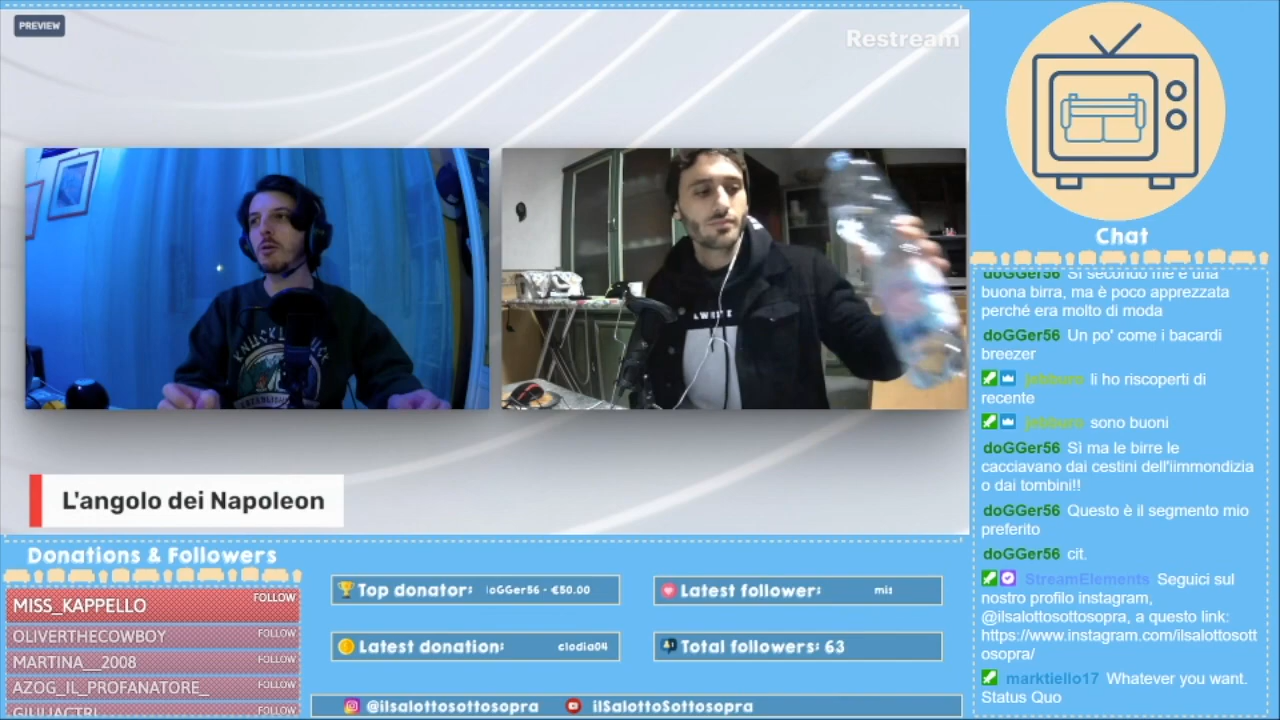 PREVIEW
Restream
L'angolo dei Napoleon
Donations & Followers
MISS_KAPPELLO FOLLOW
OLIVERTHECOWBOY FOLLOW
MARTINA__2008 FOLLOW
AZOG_IL_PROFANATORE_ FOLLOW
FOLLOW
Top donator: oGGer56 - €50.00
Latest follower: mis
Latest donation: clodia04
Total followers: 63
@ilsalottosottosopra
ilSalottoSottosopra
Chat
doGGer56 Sì secondo me è una
buona birra, ma è poco apprezzata
perché era molto di moda
doGGer56 Un po' come i bacardi
breezer
li ho riscoperti di
recente
sono buoni
doGGer56 Sì ma le birre le
cacciavano dai cestini dell'iimmondizia
o dai tombini!!
doGGer56 Questo è il segmento mio
preferito
doGGer56 cit.
StreamElements Seguici sul
nostro profilo instagram,
@ilsalottosottosopra, a questo link:
https://www.instagram.com/ilsalottosott
osopra/
marktiello17 Whatever you want.
Status Quo